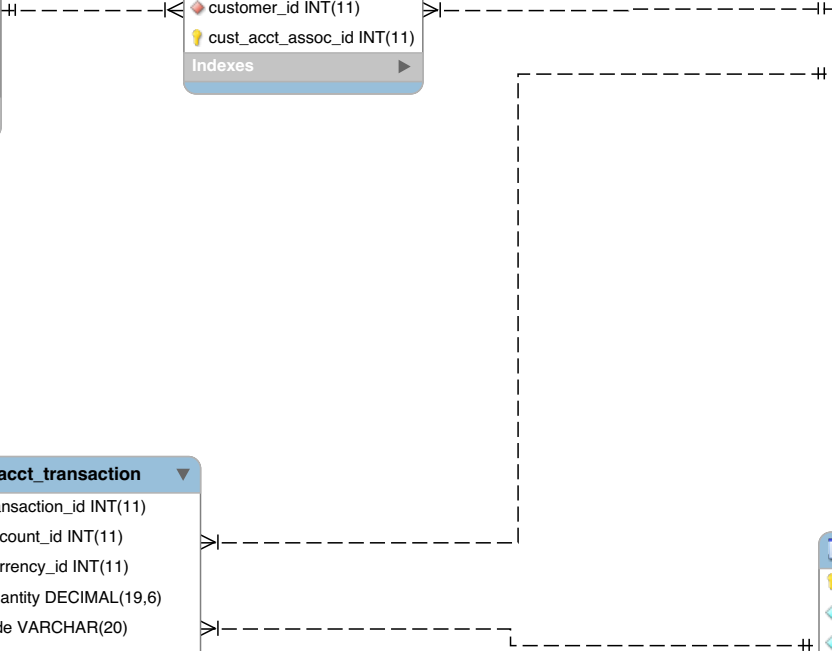 customer_id INT(11)
cust_acct_assoc_id INT(11)
Indexes
acct_transaction
ansaction_id INT(11)
count_id INT(11)
rrency_id INT(11)
antity DECIMAL(19,6)
de VARCHAR(20)